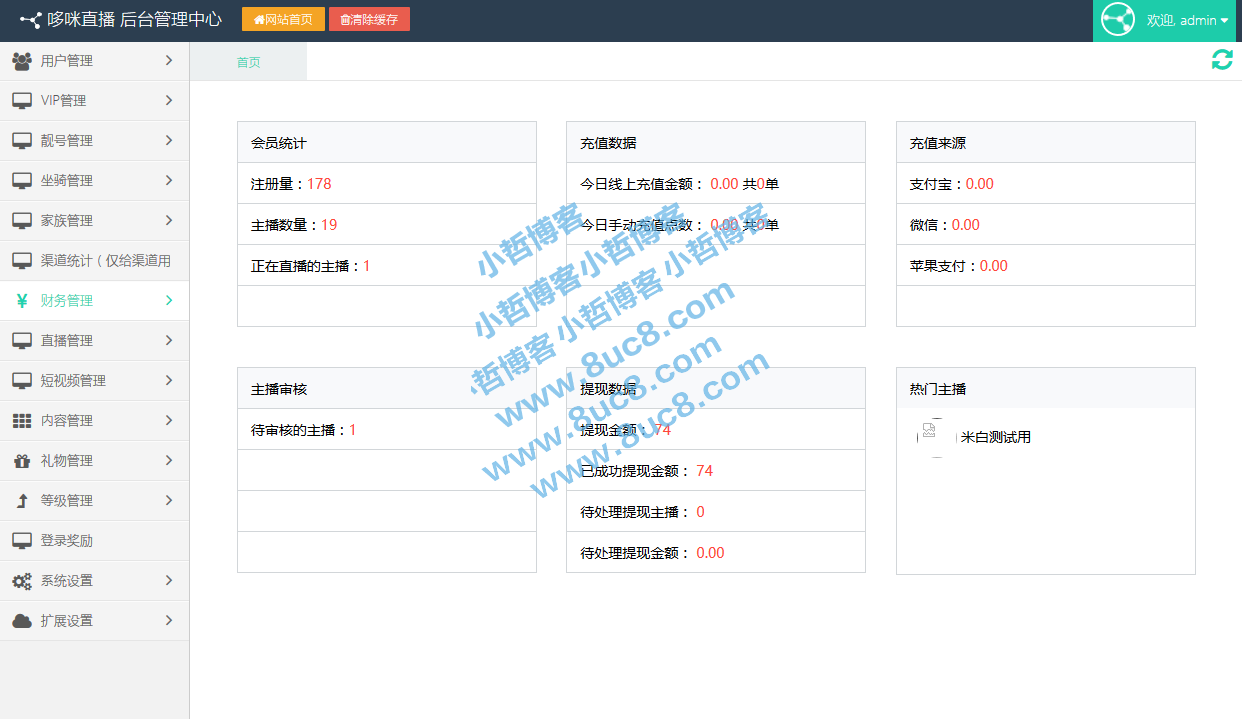 哆咪直播 后台管理中心
网站首页
清除缓存
欢迎, admin
用户管理
VIP管理
靓号管理
坐骑管理
家族管理
渠道统计（仅给渠道用
财务管理
直播管理
短视频管理
内容管理
礼物管理
等级管理
登录奖励
系统设置
扩展设置
首页
会员统计
注册量：178
主播数量：19
正在直播的主播：1
充值数据
今日线上充值金额： 0.00 共0单
今日手动充值点数： 0.00 共0单
充值来源
支付宝：0.00
微信：0.00
苹果支付：0.00
主播审核
待审核的主播：1
提现数据
提现金额： 74
已成功提现金额： 74
待处理提现主播： 0
待处理提现金额： 0.00
热门主播
米白测试用
小哲博客 小哲博客 小哲博客
小哲博客 小哲博客 小哲博客
哲博客 小哲博客 小哲博客
www.8uc8.com
www.8uc8.com
www.8uc8.com